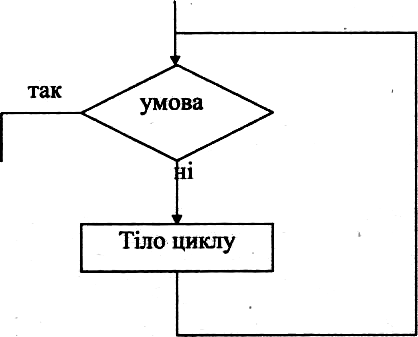 так
умова
ні
Тіло циклу